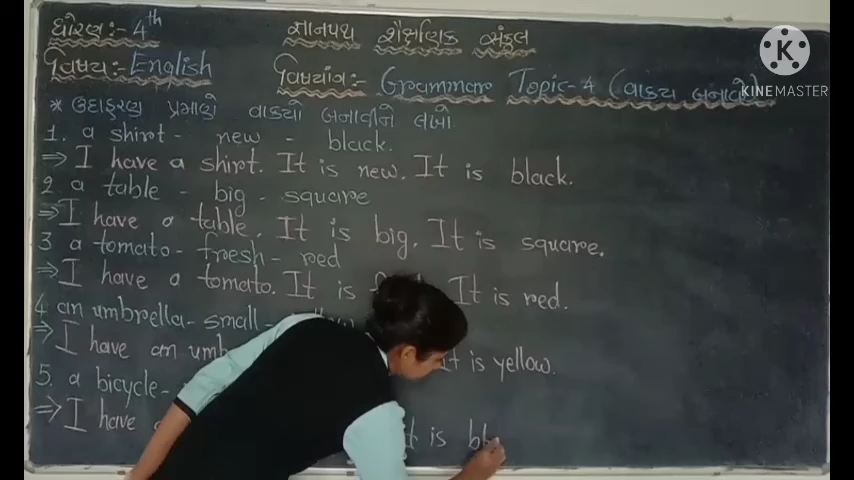 ધોરણ:- 4th જ્ઞાનપથ શૈક્ષણિક સંકુલ
વિષય:- English વિષયાંગ:- Grammar Topic-4 (વાક્ય બનાવો)
* ઉદાહરણ પ્રમાણે વાક્યો બનાવીને લખો
1. a shirt - new - black.
⇒ I have a shirt. It is new. It is black.
2 a table - big - square
⇒ I have a table. It is big. It is square.
3 a tomato - fresh - red
⇒ I have a tomato. It is It is red.
4 an umbrella - small -
⇒ I have an It is yellow.
5. a bicycle -
⇒ I have It is
KINEMASTER